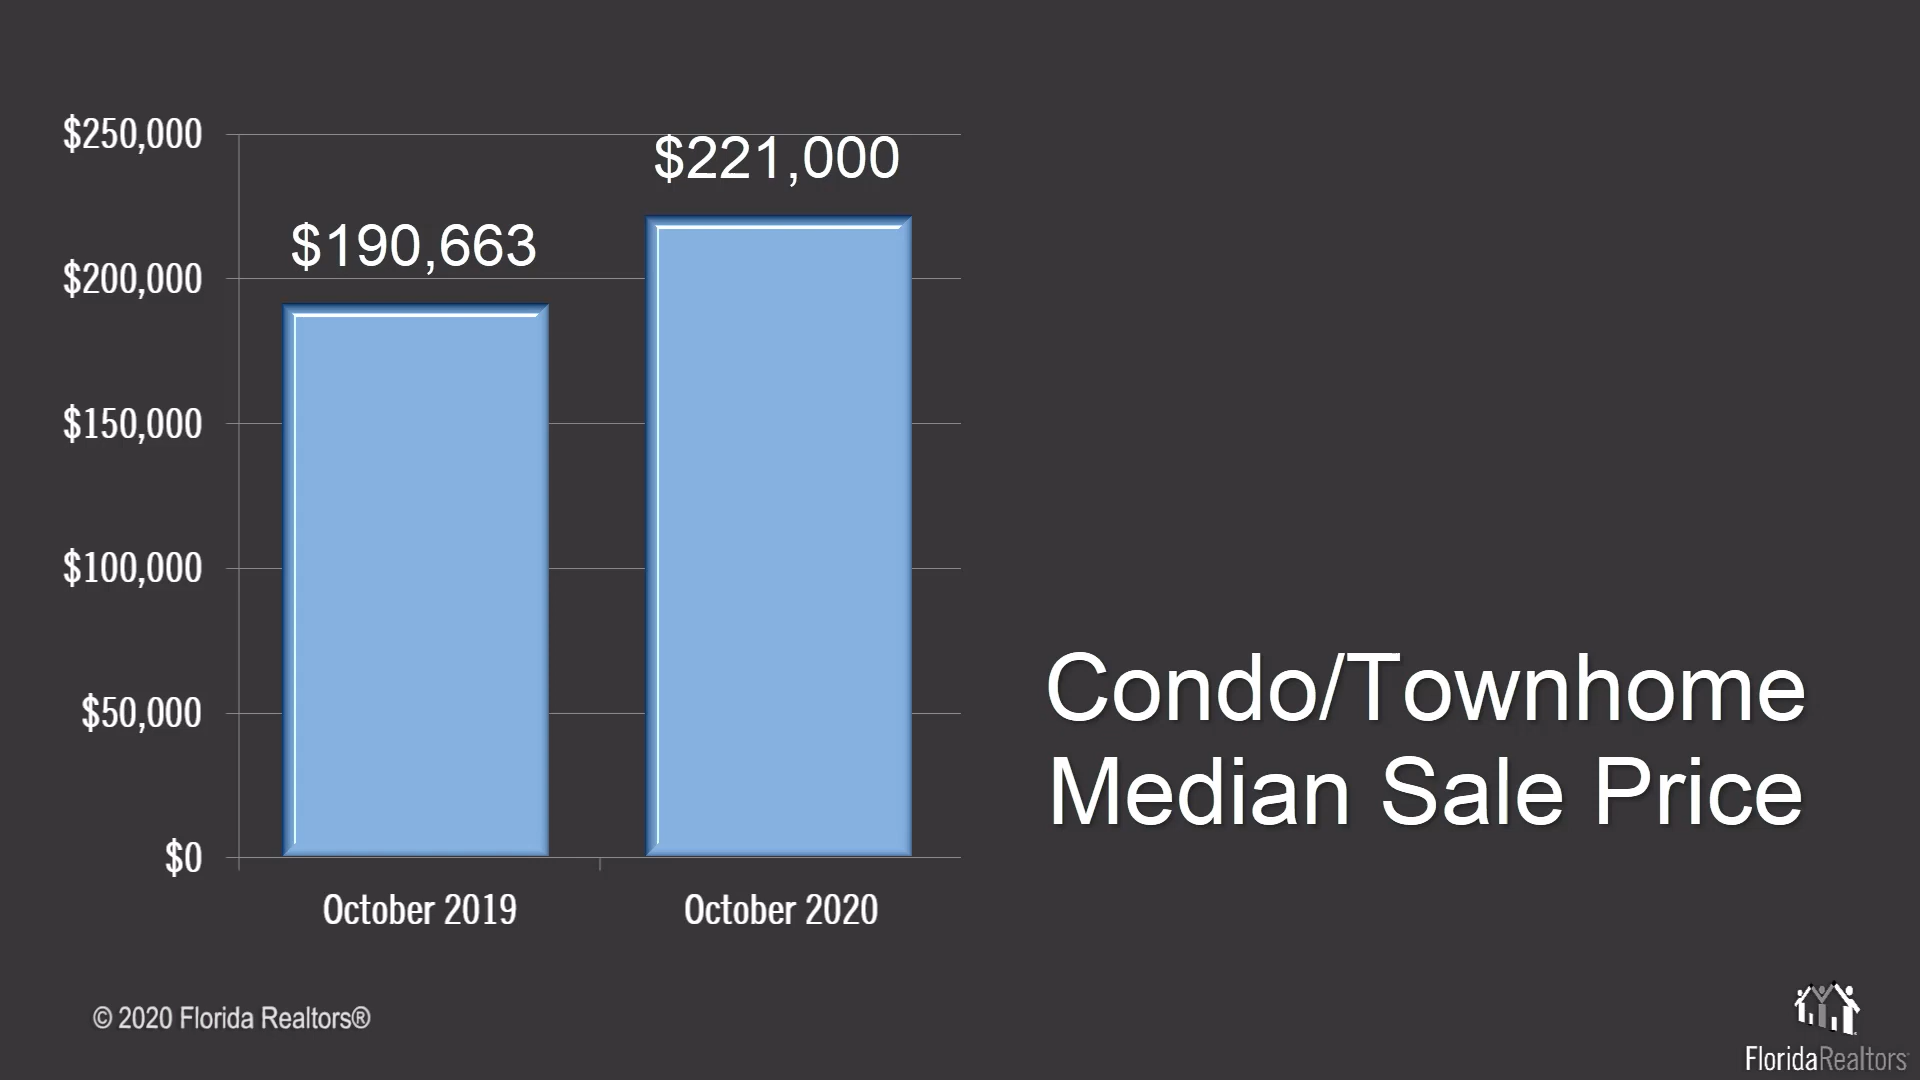 $250,000
$200,000
$150,000
$100,000
$50,000
$0
$190,663
$221,000
October 2019
October 2020
Condo/Townhome
Median Sale Price
© 2020 Florida Realtors®
FloridaRealtors